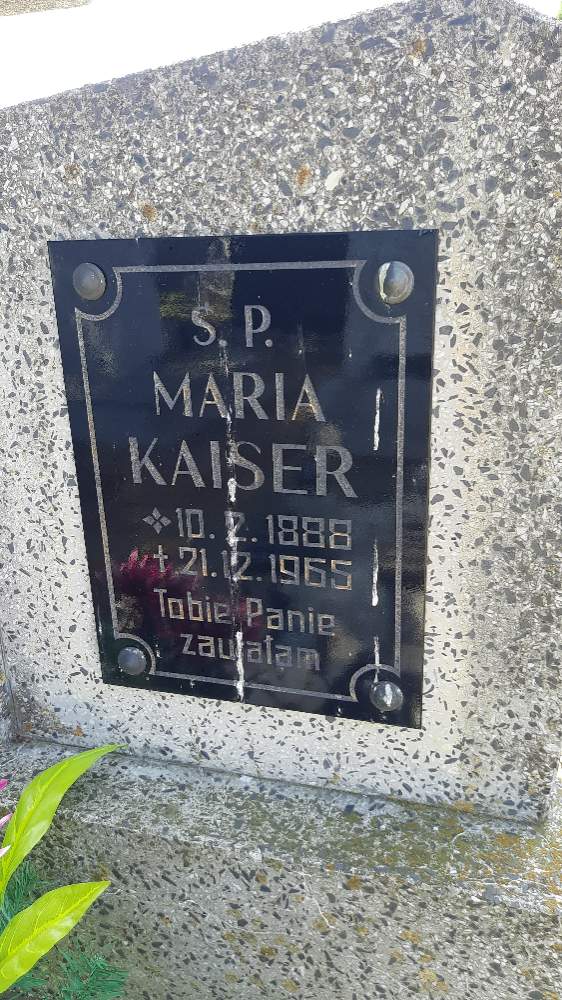 S. P.
MARIA
KAISER
10. 2. 1888
† 21. 12. 1965
Tobie Panie
zaufałam